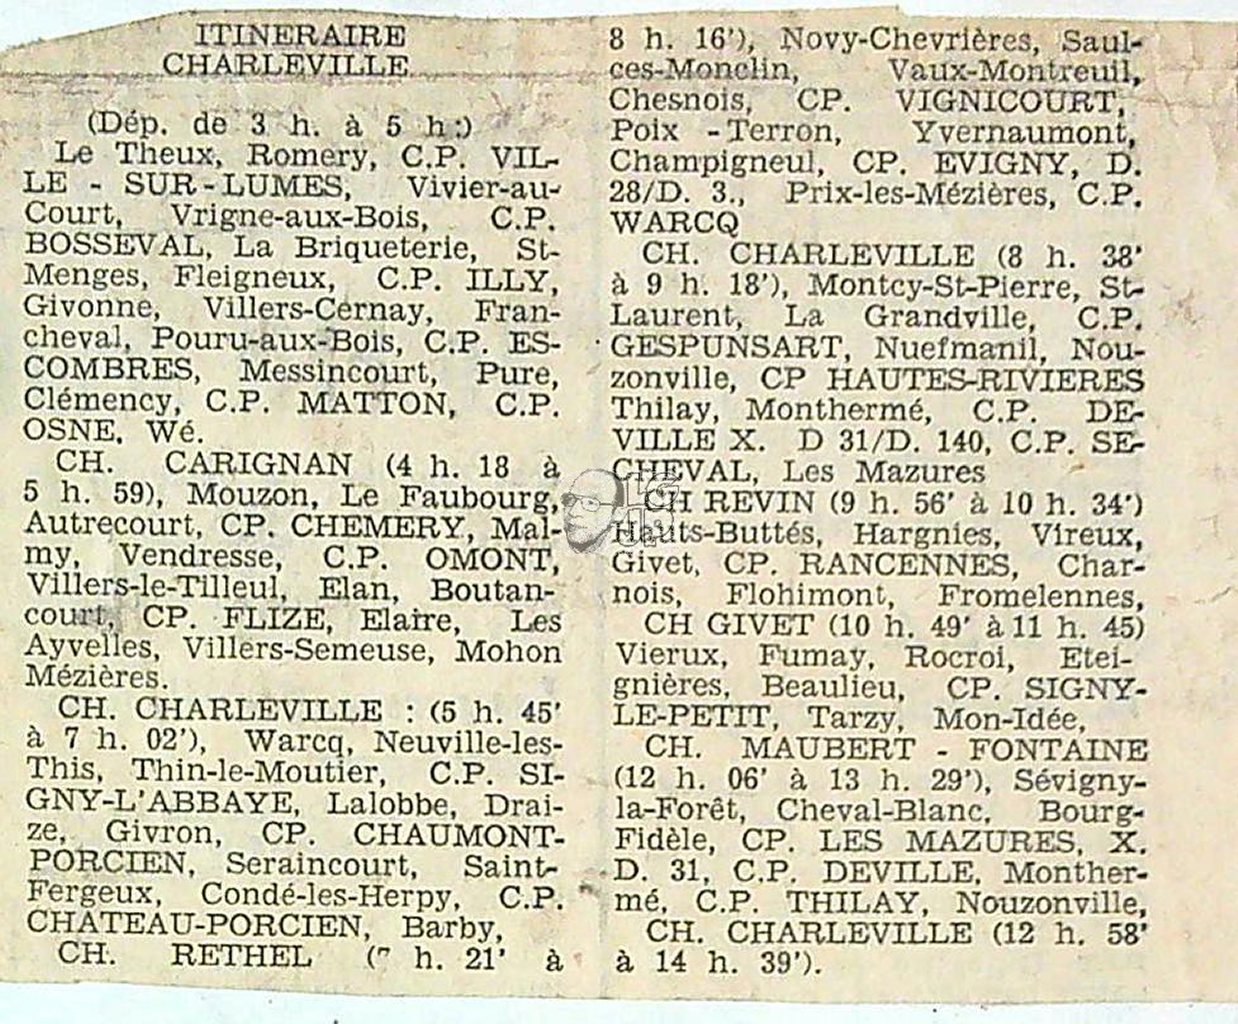 ITINERAIRE
CHARLEVILLE
(Dép. de 3 h. à 5 h:)
Le Theux, Romery, C.P. VIL-
LE - SUR - LUMES, Vivier-au-
Court, Vrigne-aux-Bois, C.P.
BOSSEVAL, La Briqueterie, St-
Menges, Fleigneux, C.P. ILLY,
Givonne, Villers-Cernay, Fran-
cheval, Pouru-aux-Bois, C.P. ES-
COMBRES, Messincourt, Pure,
Clémency, C.P. MATTON, C.P.
OSNE, Wé.
CH. CARIGNAN (4 h. 18 à
5 h. 59), Mouzon, Le Faubourg,
Autrecourt, CP. CHEMERY, Mal-
my, Vendresse, C.P. OMONT,
Villers-le-Tilleul, Elan, Boutan-
court, CP. FLIZE, Elaire, Les
Ayvelles, Villers-Semeuse, Mohon
Mézières.
CH. CHARLEVILLE : (5 h. 45'
à 7 h. 02'), Warcq, Neuville-les-
This, Thin-le-Moutier, C.P. SI-
GNY-L'ABBAYE, Lalobbe, Drai-
ze, Givron, CP. CHAUMONT-
PORCIEN, Seraincourt, Saint-
Fergeux, Condé-les-Herpy, C.P.
CHATEAU-PORCIEN, Barby,
CH. RETHEL (7 h. 21' à
8 h. 16'), Novy-Chevrières, Saul-
ces-Monclin, Vaux-Montreuil,
Chesnois, CP. VIGNICOURT,
Poix - Terron, Yvernaumont,
Champigneul, CP. EVIGNY, D.
28/D. 3., Prix-les-Mézières, C.P.
WARCQ
CH. CHARLEVILLE (8 h. 38'
à 9 h. 18'), Montcy-St-Pierre, St-
Laurent, La Grandville, C.P.
GESPUNSART, Nuefmanil, Nou-
zonville, CP HAUTES-RIVIERES
Thilay, Monthermé, C.P. DE-
VILLE X. D 31/D. 140, C.P. SE-
CHEVAL, Les Mazures
CH REVIN (9 h. 56' à 10 h. 34')
Hauts-Buttés, Hargnies, Vireux,
Givet, CP. RANCENNES, Char-
nois, Flohimont, Fromelennes,
CH GIVET (10 h. 49' à 11 h. 45)
Vierux, Fumay, Rocroi, Etei-
gnières, Beaulieu, CP. SIGNY-
LE-PETIT, Tarzy, Mon-Idée,
CH. MAUBERT - FONTAINE
(12 h. 06' à 13 h. 29'), Sévigny-
la-Forêt, Cheval-Blanc, Bourg-
Fidèle, CP. LES MAZURES, X.
D. 31, C.P. DEVILLE, Monther-
mé, C.P. THILAY, Nouzonville,
CH. CHARLEVILLE (12 h. 58'
à 14 h. 39').